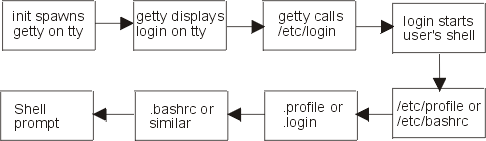 init spawns
getty on tty
getty displays
login on tty
getty calls
/etc/login
login starts
user's shell
/etc/profile or
/etc/bashrc
.profile or
.login
.bashrc or
similar
Shell
prompt